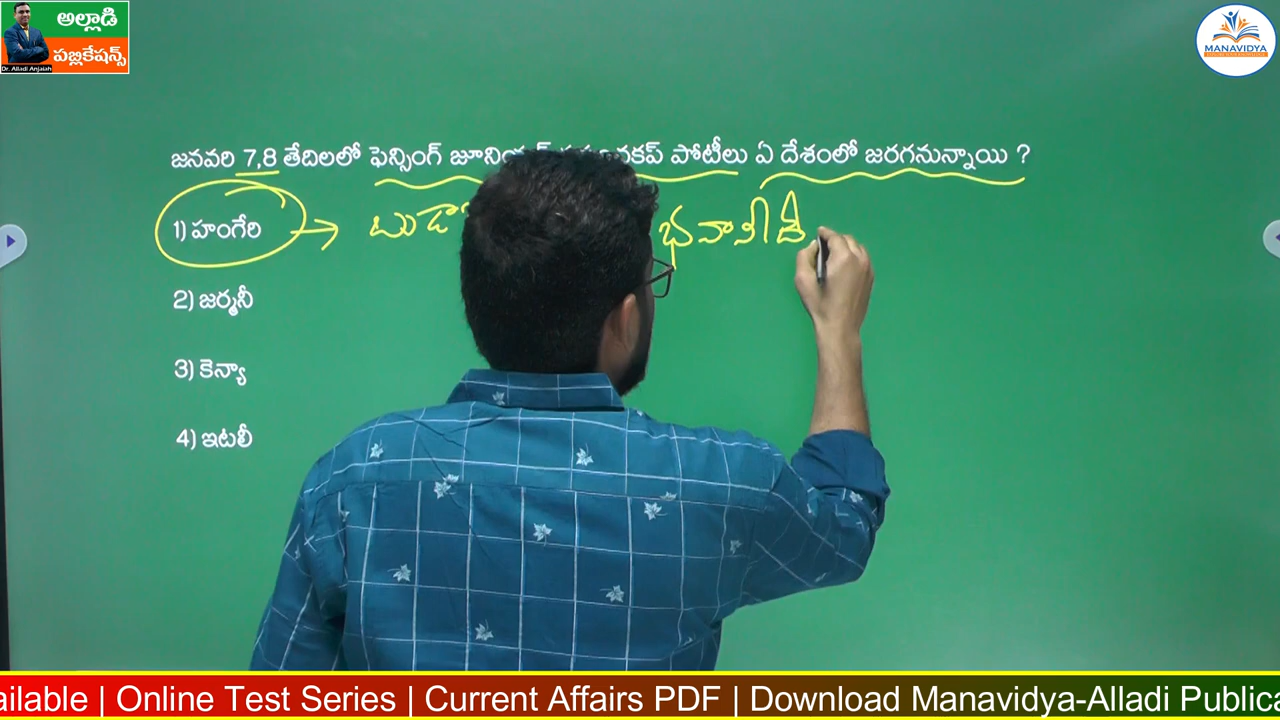 అల్లాడి
పబ్లికేషన్స్
Dr. Alladi Anjaiah
MANAVIDYA
జనవరి 7,8 తేదిలలో ఫెన్సింగ్ పోటీలు ఏ దేశంలో జరగనున్నాయి ?
1) హంగేరి → భవానీదే
2) జర్మనీ
3) కెన్యా
4) ఇటలీ
ailable | Online Test Series | Current Affairs PDF | Download Manavidya-Alladi Publica